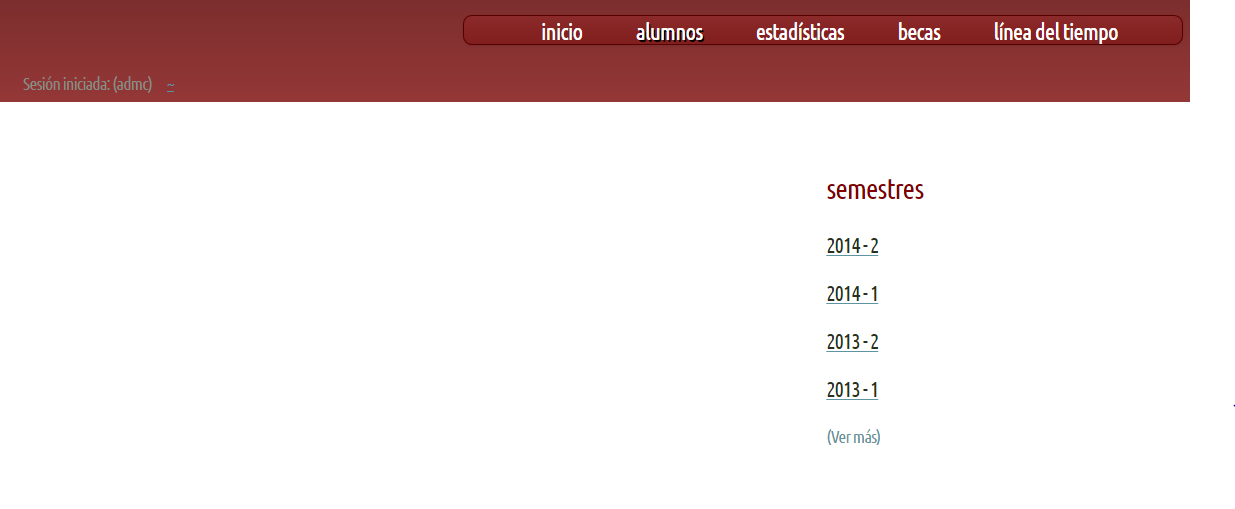 inicio alumnos estadísticas becas línea del tiempo
Sesión iniciada: (admc) ~
semestres
2014 - 2
2014 - 1
2013 - 2
2013 - 1
(Ver más)